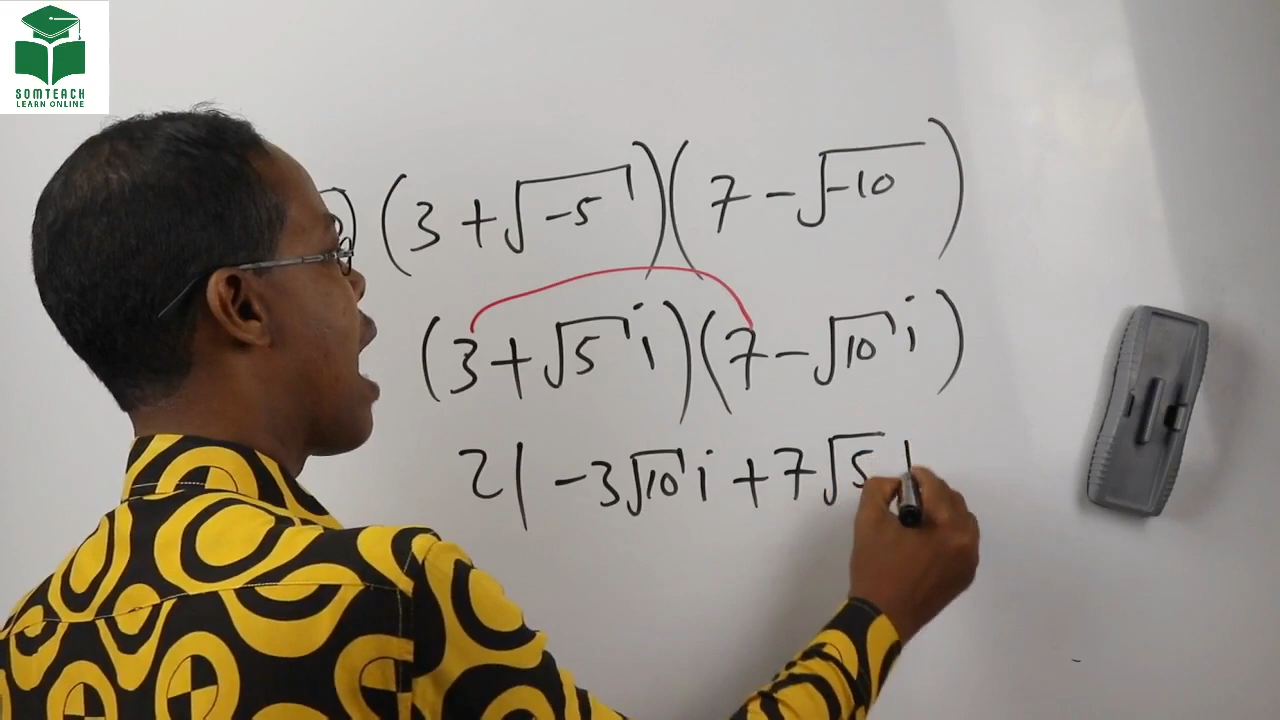 SOMTEACH
LEARN ONLINE
(3 + √-5)(7 - √-10)
(3 + √5 i)(7 - √10 i)
21 - 3√10 i + 7√5